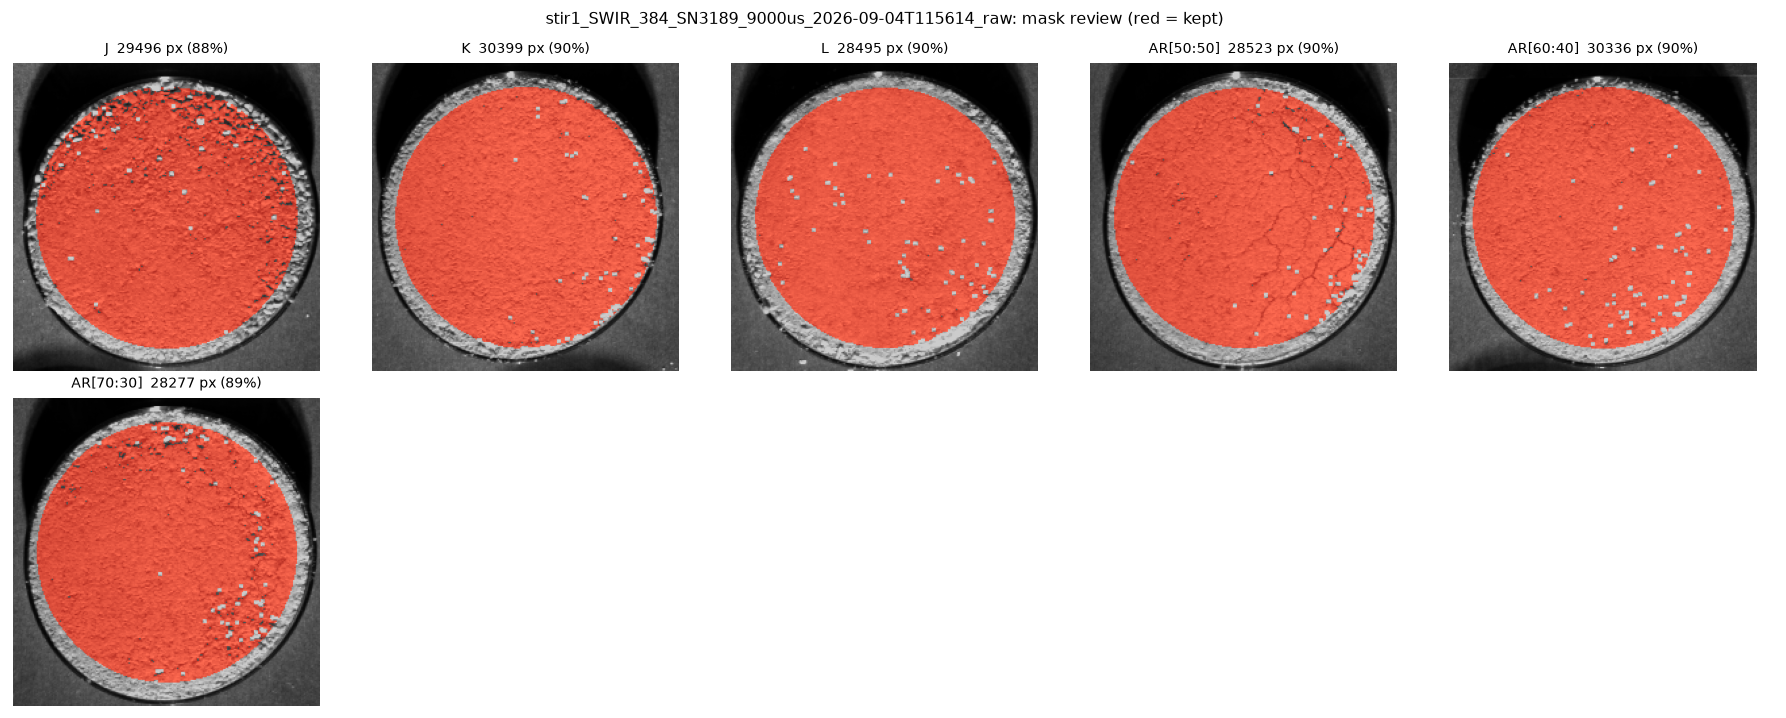 stir1_SWIR_384_SN3189_9000us_2026-09-04T115614_raw: mask review (red = kept)
J  29496 px (88%)
K  30399 px (90%)
L  28495 px (90%)
AR[50:50]  28523 px (90%)
AR[60:40]  30336 px (90%)
AR[70:30]  28277 px (89%)